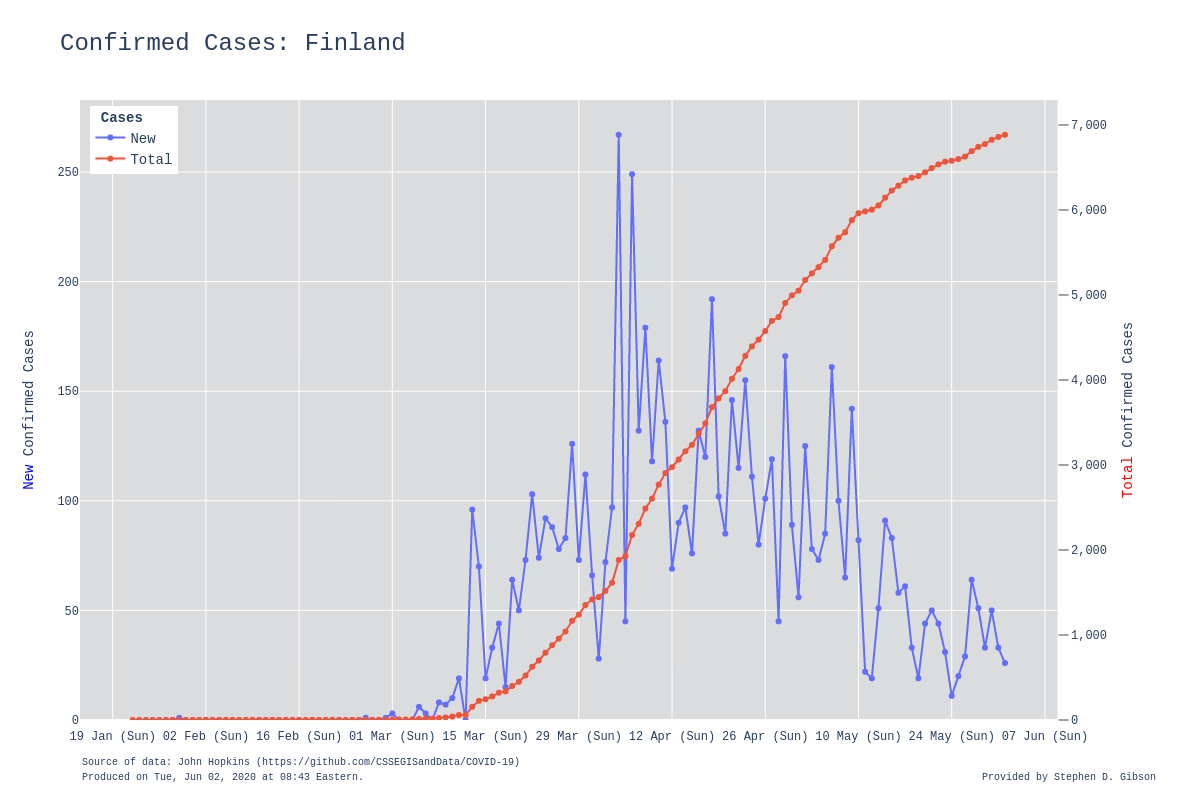 Confirmed Cases: Finland
Cases
New
Total
250
200
150
100
50
0
7,000
6,000
5,000
4,000
3,000
2,000
1,000
0
New Confirmed Cases
Total Confirmed Cases
19 Jan (Sun) 02 Feb (Sun) 16 Feb (Sun) 01 Mar (Sun) 15 Mar (Sun) 29 Mar (Sun) 12 Apr (Sun) 26 Apr (Sun) 10 May (Sun) 24 May (Sun) 07 Jun (Sun)
Source of data: John Hopkins (https://github.com/CSSEGISandData/COVID-19)
Produced on Tue, Jun 02, 2020 at 08:43 Eastern.
Provided by Stephen D. Gibson